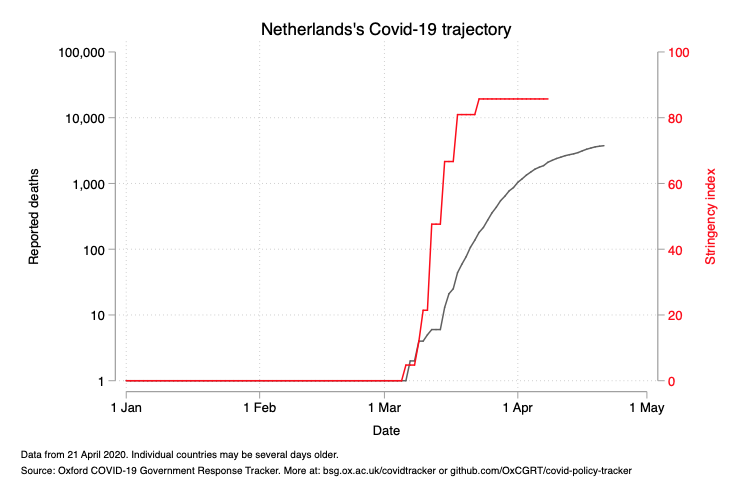 Netherlands's Covid-19 trajectory
100,000
10,000
1,000
100
10
1
Reported deaths
100
80
60
40
20
0
Stringency index
1 Jan
1 Feb
1 Mar
1 Apr
1 May
Date
Data from 21 April 2020. Individual countries may be several days older.
Source: Oxford COVID-19 Government Response Tracker. More at: bsg.ox.ac.uk/covidtracker or github.com/OxCGRT/covid-policy-tracker